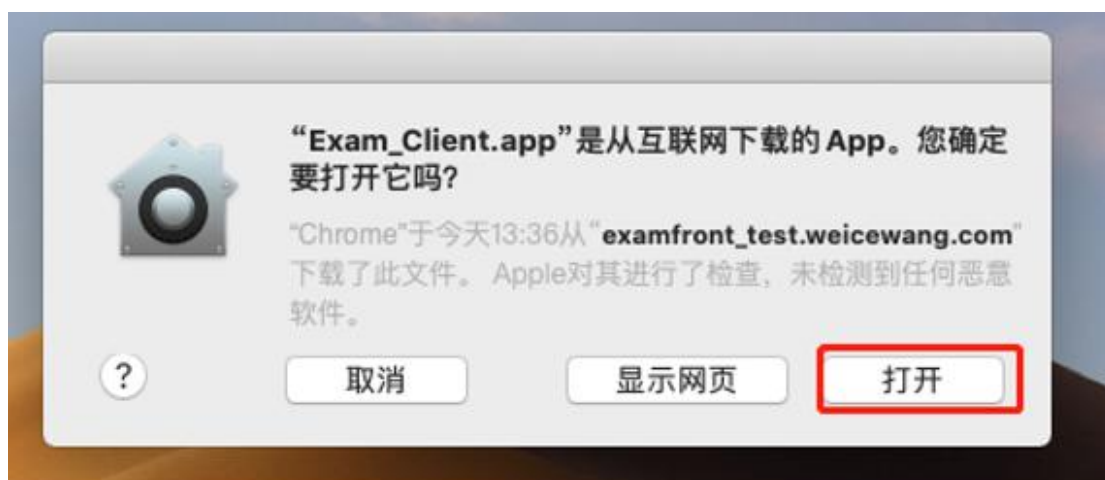 “Exam_Client.app”是从互联网下载的 App。您确定
要打开它吗?
“Chrome”于今天13:36从“examfront_test.weicewang.com”
下载了此文件。 Apple对其进行了检查，未检测到任何恶意
软件。
?
取消
显示网页
打开